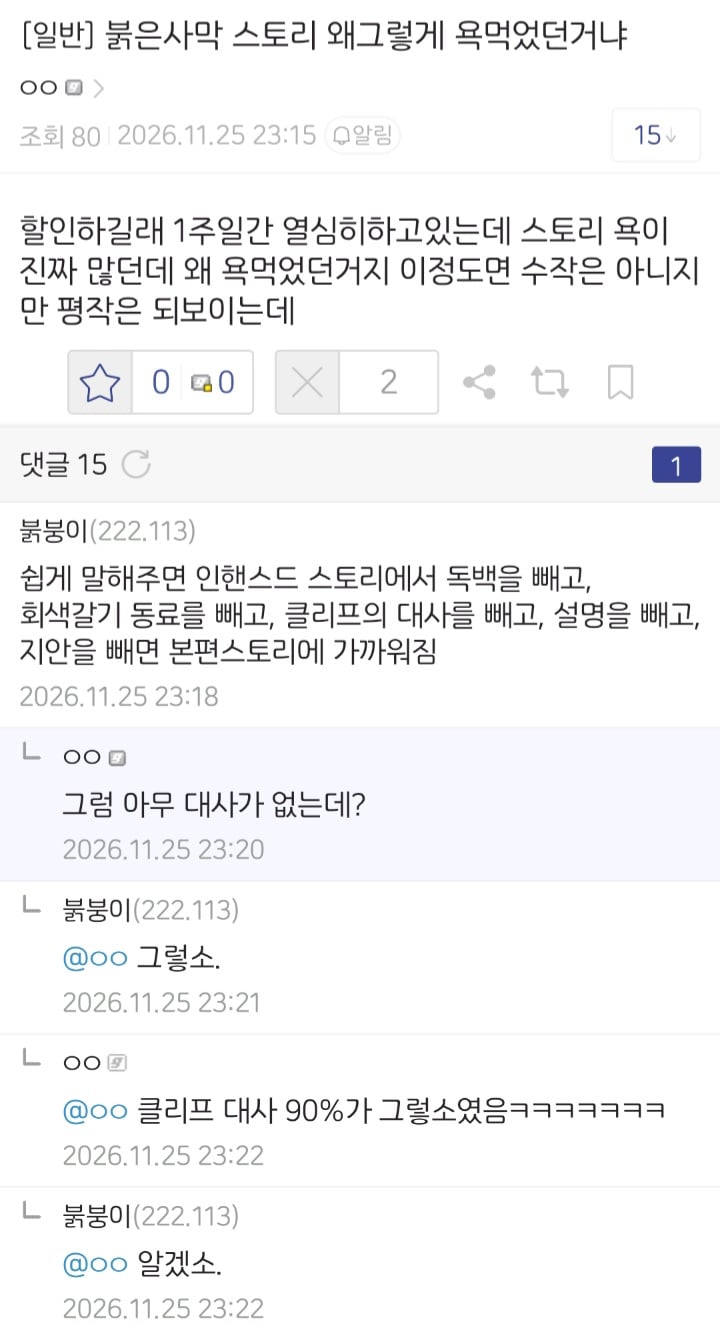 [일반] 붉은사막 스토리 왜그렇게 욕먹었던거냐
ㅇㅇ
조회 80 2026.11.25 23:15 알림
15↓
할인하길래 1주일간 열심히하고있는데 스토리 욕이
진짜 많던데 왜 욕먹었던거지 이정도면 수작은 아니지
만 평작은 되보이는데
0 0 2
댓글 15
1
붉붕이(222.113)
쉽게 말해주면 인핸스드 스토리에서 독백을 빼고,
회색갈기 동료를 빼고, 클리프의 대사를 빼고, 설명을 빼고,
지안을 빼면 본편스토리에 가까워짐
2026.11.25 23:18
ㅇㅇ
그럼 아무 대사가 없는데?
2026.11.25 23:20
붉붕이(222.113)
@ㅇㅇ 그렇소.
2026.11.25 23:21
ㅇㅇ
@ㅇㅇ 클리프 대사 90%가 그렇소였음ㅋㅋㅋㅋㅋㅋㅋ
2026.11.25 23:22
붉붕이(222.113)
@ㅇㅇ 알겠소.
2026.11.25 23:22